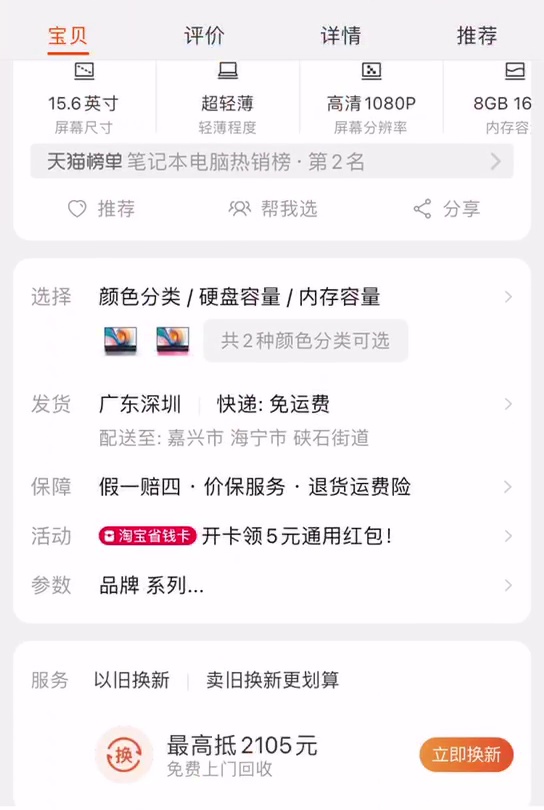 宝贝 评价 详情 推荐
15.6英寸 超轻薄 高清1080P 8GB 16
屏幕尺寸 轻薄程度 屏幕分辨率 内存容
天猫榜单 笔记本电脑热销榜·第2名
推荐 帮我选 分享
选择 颜色分类 / 硬盘容量 / 内存容量
共2种颜色分类可选
发货 广东深圳 快递: 免运费
配送至: 嘉兴市 海宁市 硖石街道
保障 假一赔四 · 价保服务 · 退货运费险
活动 淘宝省钱卡 开卡领5元通用红包!
参数 品牌 系列...
服务 以旧换新 卖旧换新更划算
换 最高抵2105元 立即换新
免费上门回收